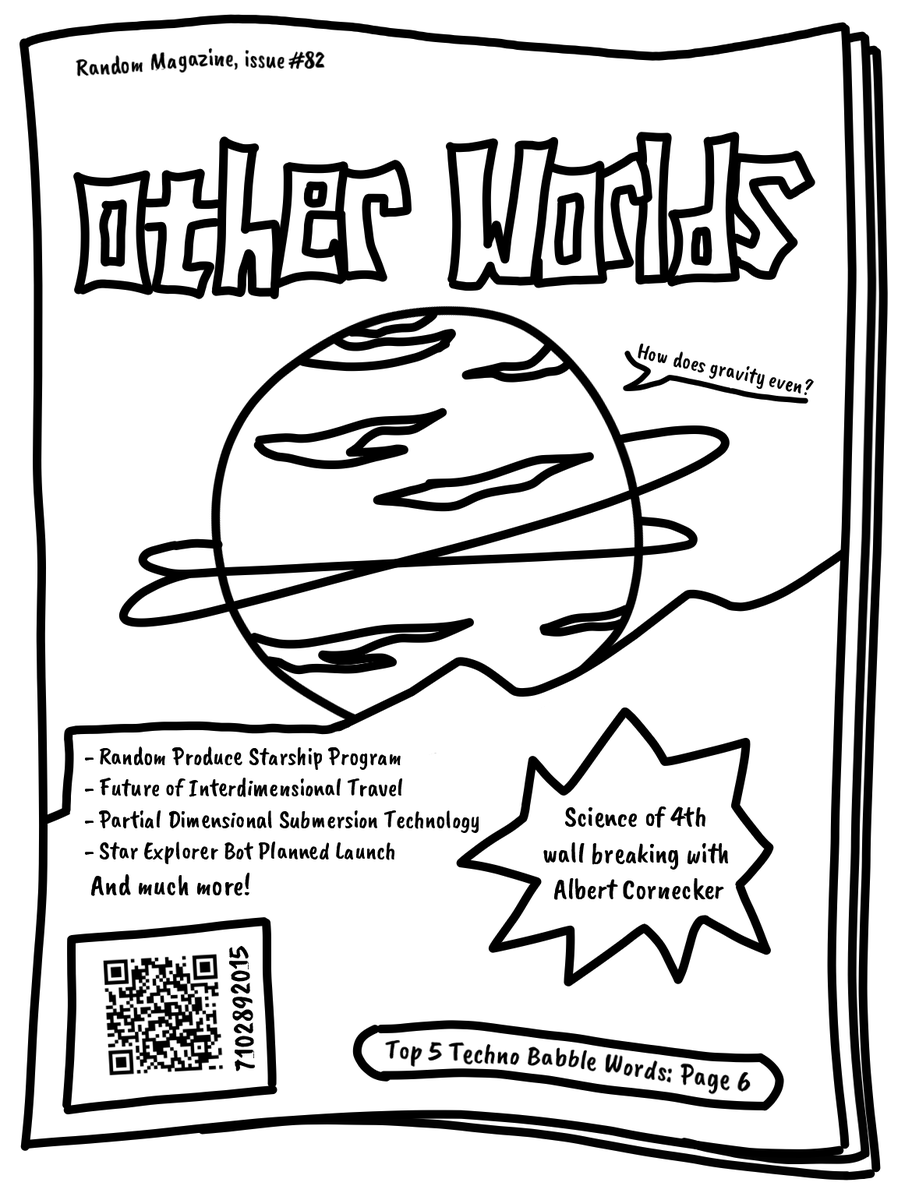 Random Magazine, issue #82
Other Worlds
How does gravity even?
- Random Produce Starship Program
- Future of Interdimensional Travel
- Partial Dimensional Submersion Technology
- Star Explorer Bot Planned Launch
And much more!
Science of 4th
wall breaking with
Albert Cornecker
7102892015
Top 5 Techno Babble Words: Page 6